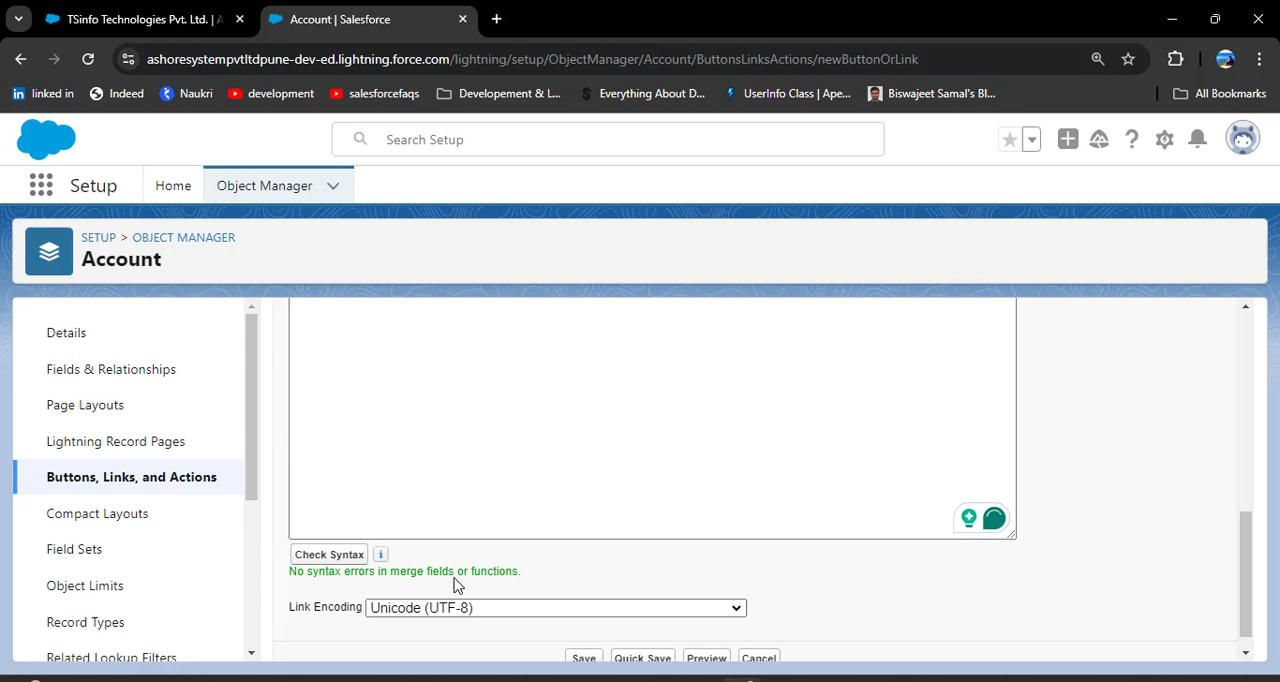 TSinfo Technologies Pvt. Ltd. | A
Account | Salesforce
ashoresystempvtltdpune-dev-ed.lightning.force.com/lightning/setup/ObjectManager/Account/ButtonsLinksActions/newButtonOrLink
linked in
Indeed
Naukri
development
salesforcefaqs
Developement & L...
Everything About D...
UserInfo Class | Ape...
Biswajeet Samal's Bl...
All Bookmarks
Search Setup
Setup
Home
Object Manager
SETUP > OBJECT MANAGER
Account
Details
Fields & Relationships
Page Layouts
Lightning Record Pages
Buttons, Links, and Actions
Compact Layouts
Field Sets
Object Limits
Record Types
Related Lookup Filters
Check Syntax
i
No syntax errors in merge fields or functions.
Link Encoding Unicode (UTF-8)
Save Quick Save Preview Cancel